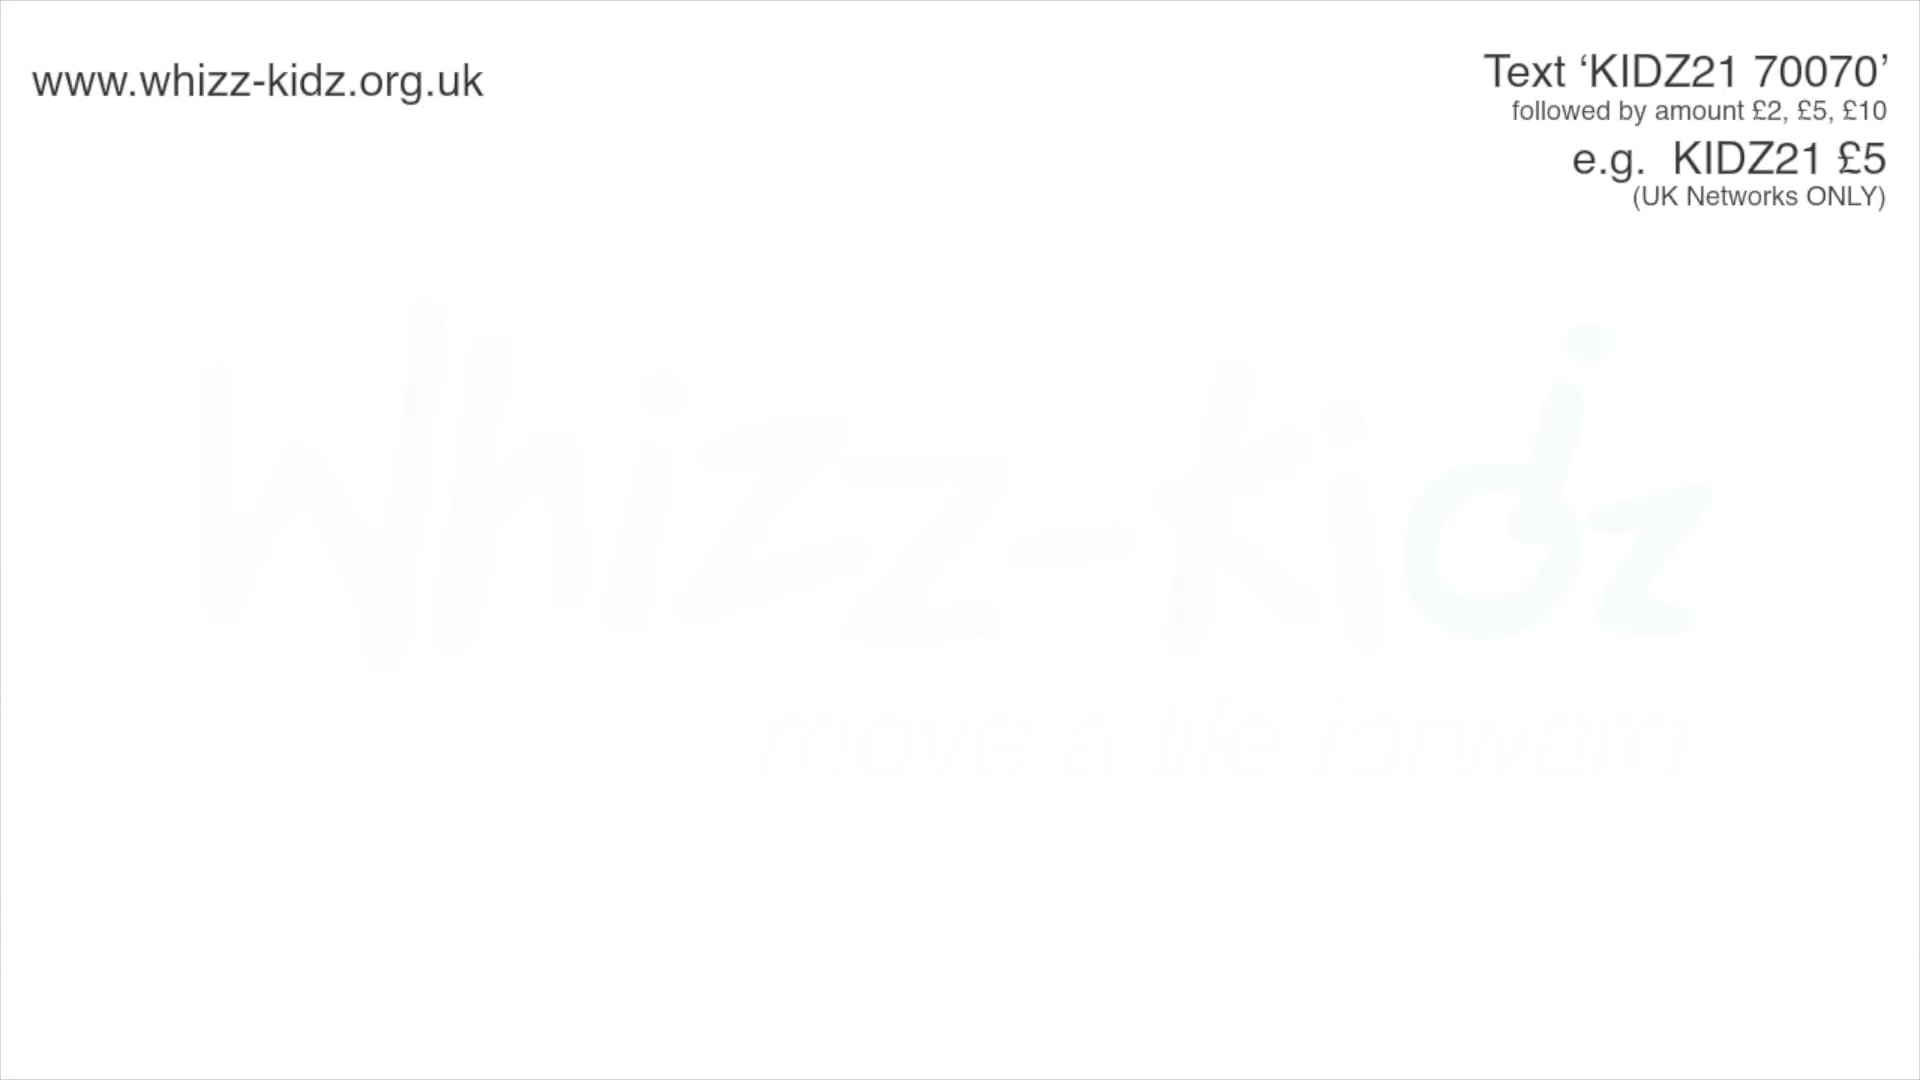 www.whizz-kidz.org.uk
Text ‘KIDZ21 70070’
followed by amount £2, £5, £10
e.g. KIDZ21 £5
(UK Networks ONLY)
Whizz-Kidz
move a life forward